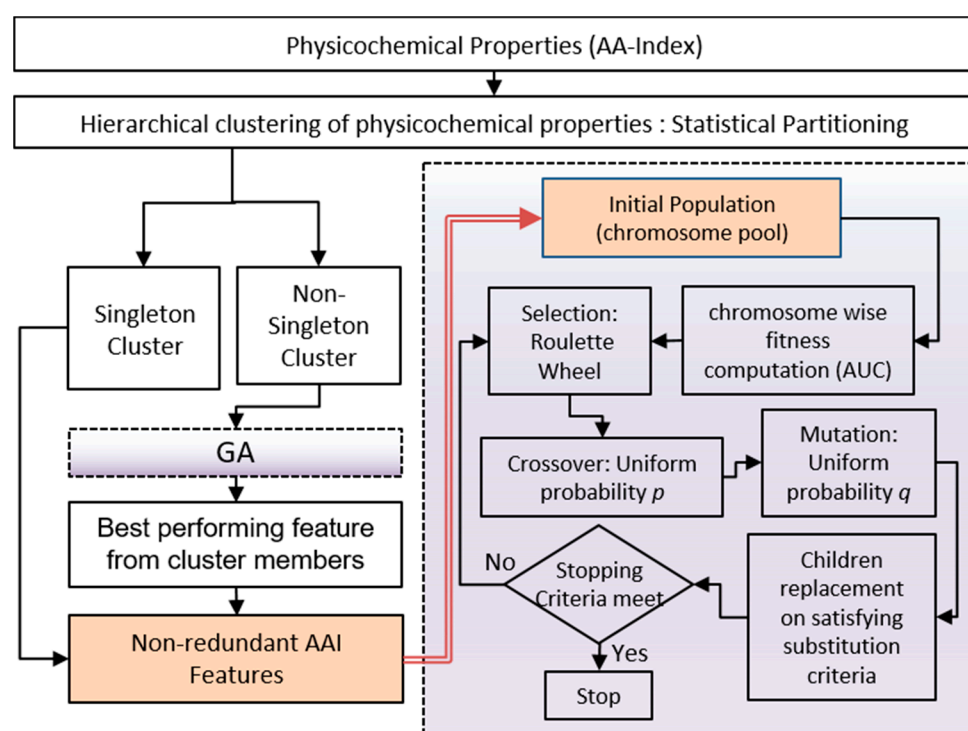 Physicochemical Properties (AA-Index)
Hierarchical clustering of physicochemical properties : Statistical Partitioning
Singleton
Cluster
Non-
Singleton
Cluster
GA
Best performing feature
from cluster members
Non-redundant AAI
Features
Initial Population
(chromosome pool)
Selection:
Roulette
Wheel
chromosome wise
fitness
computation (AUC)
Crossover: Uniform
probability p
Mutation:
Uniform
probability q
No
Stopping
Criteria meet
Children
replacement
on satisfying
substitution
criteria
Yes
Stop